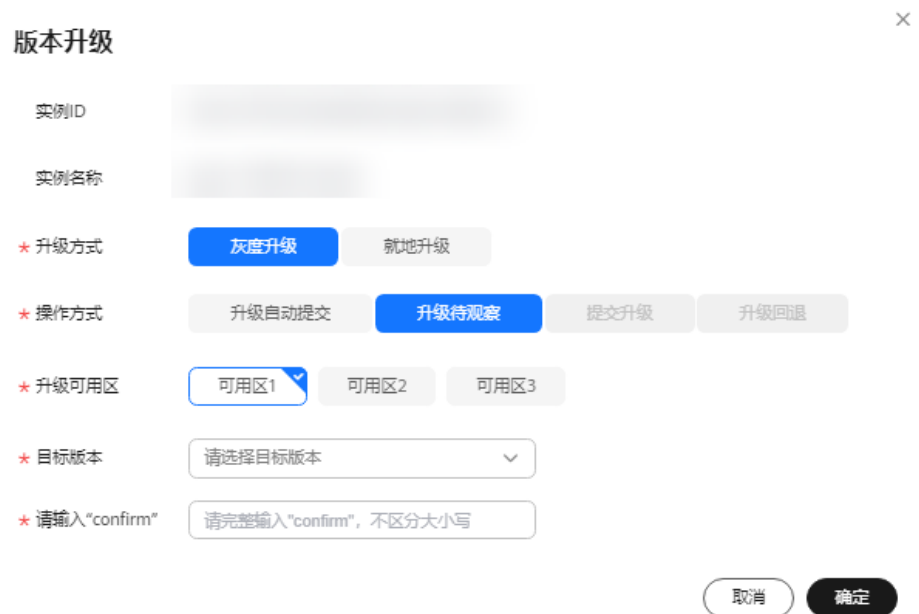 版本升级
实例ID
实例名称
* 升级方式 灰度升级 就地升级
* 操作方式 升级自动提交 升级待观察 提交升级 升级回退
* 升级可用区 可用区1 可用区2 可用区3
* 目标版本 请选择目标版本
* 请输入“confirm” 请完整输入"confirm"，不区分大小写
取消 确定